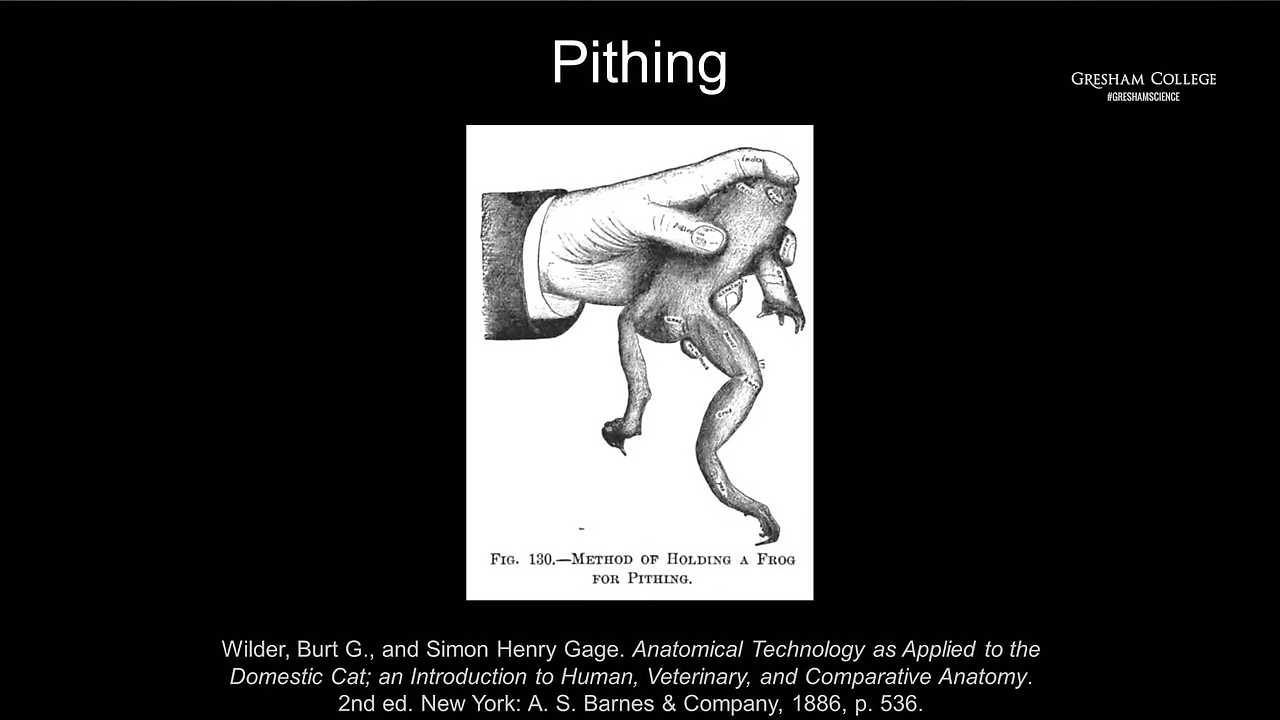 Pithing
GRESHAM COLLEGE
#GRESHAMSCIENCE
index
FIG. 130.—METHOD OF HOLDING A FROG
FOR PITHING.
Wilder, Burt G., and Simon Henry Gage. Anatomical Technology as Applied to the
Domestic Cat; an Introduction to Human, Veterinary, and Comparative Anatomy.
2nd ed. New York: A. S. Barnes & Company, 1886, p. 536.